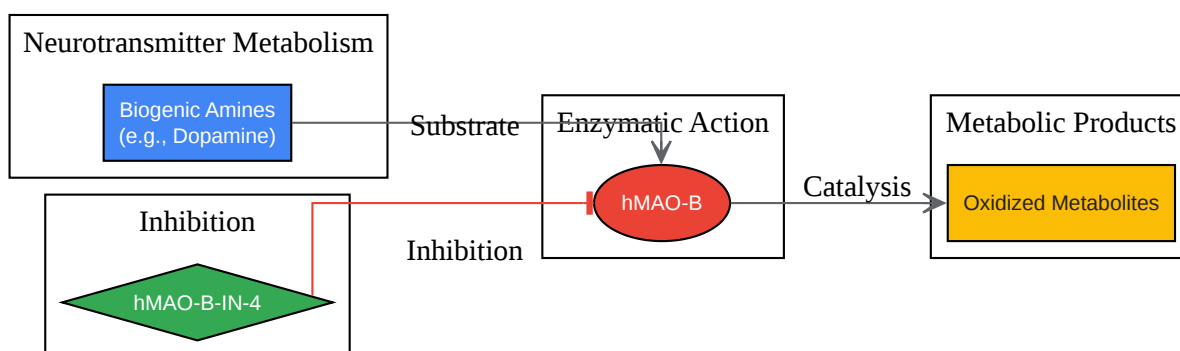 Neurotransmitter Metabolism
Biogenic Amines
(e.g., Dopamine)
Substrate
Enzymatic Action
hMAO-B
Catalysis
Metabolic Products
Oxidized Metabolites
Inhibition
Inhibition
hMAO-B-IN-4